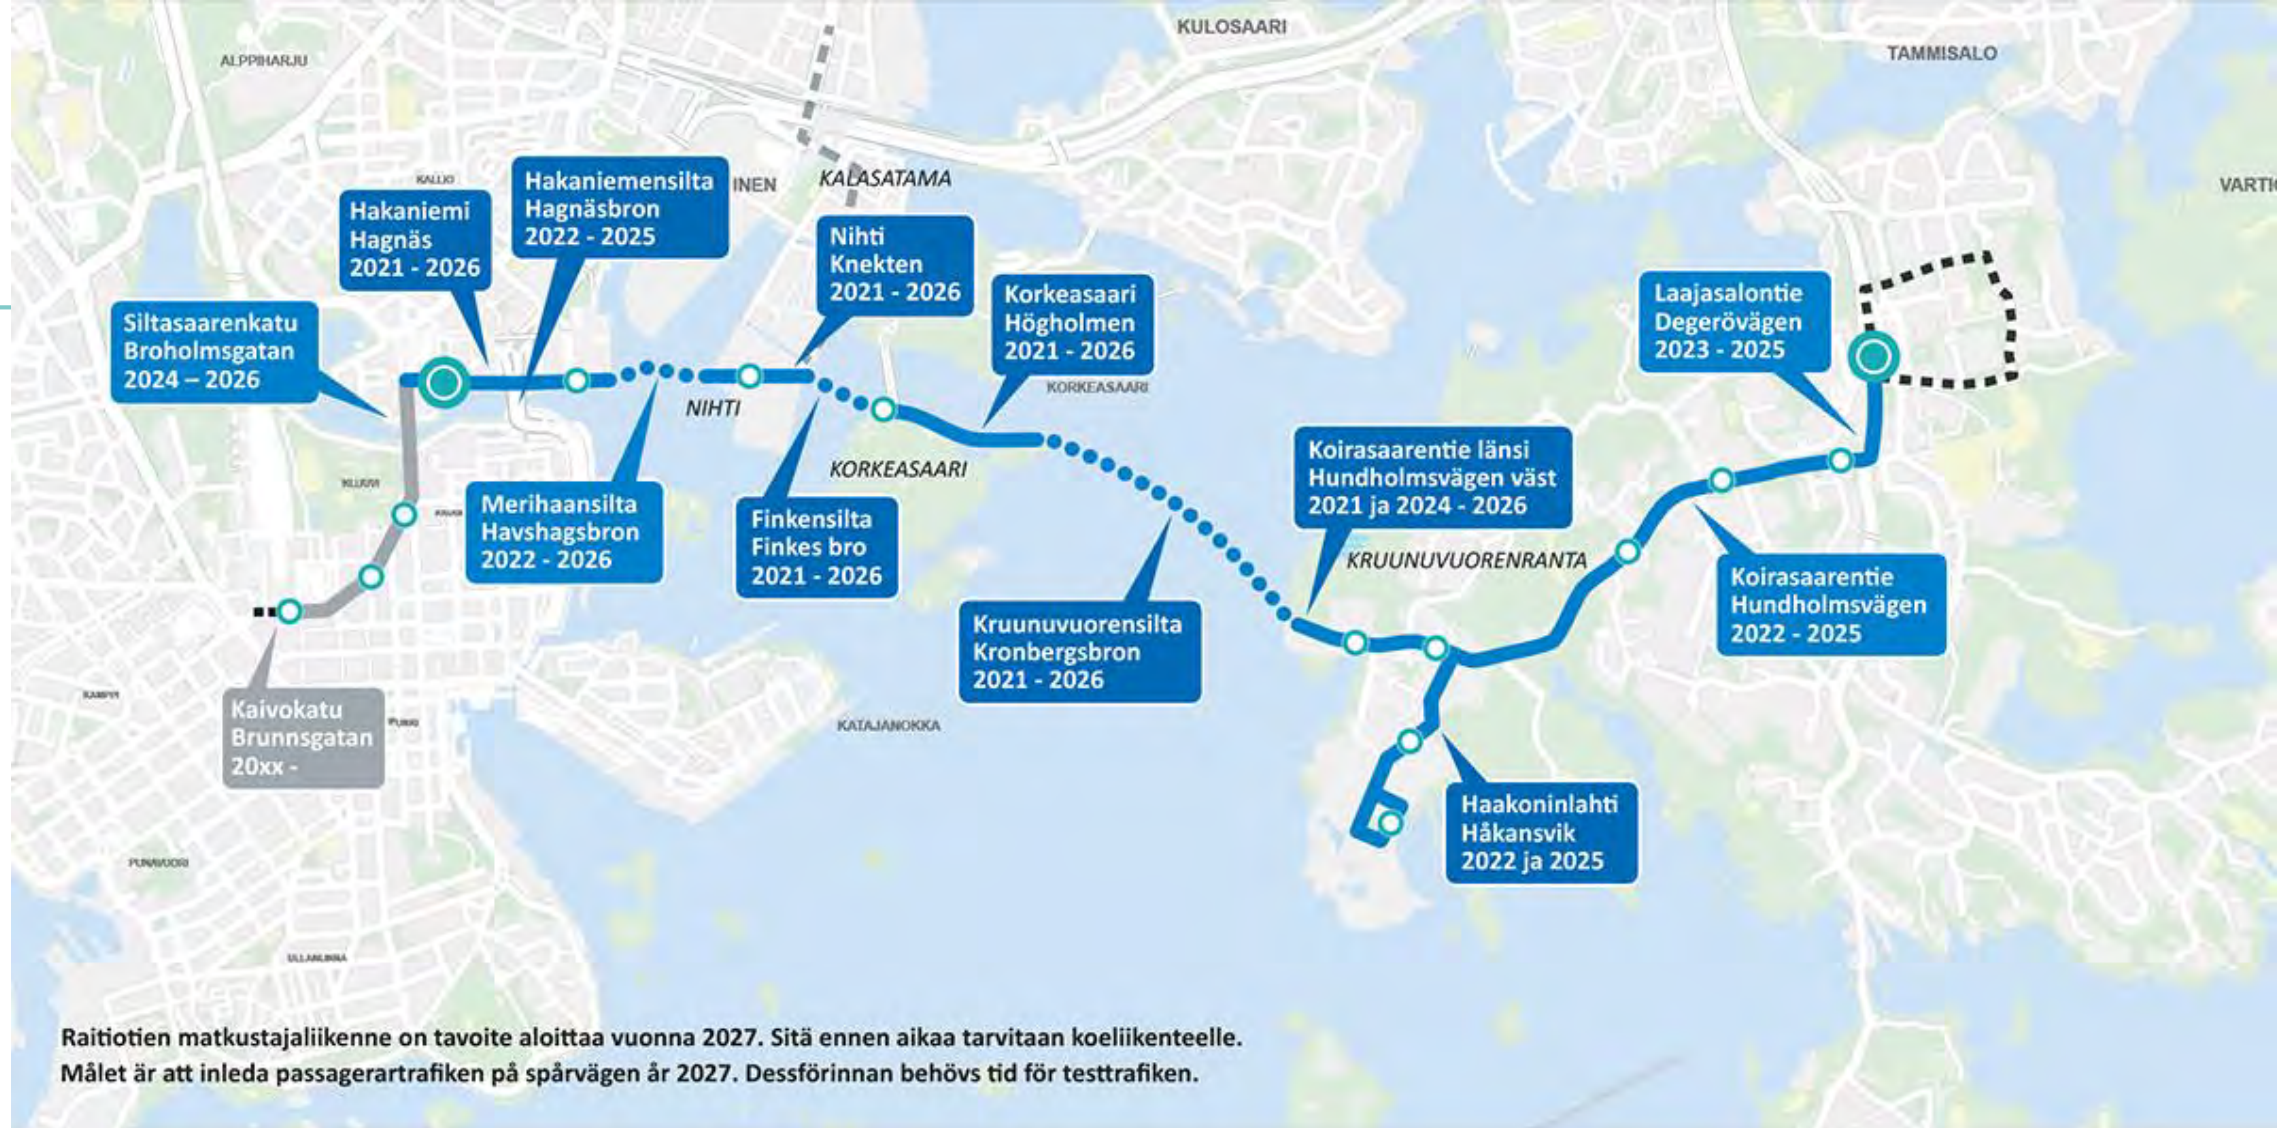 KULOSAARI
TAMMISALO
ALPPIHARJU
KALLIO
INEN
KALASATAMA
Hakaniemensilta
Hagnäsbron
2022 - 2025
Hakaniemi
Hagnäs
2021 - 2026
Nihti
Knekten
2021 - 2026
Korkeasaari
Högholmen
2021 - 2026
KORKEASAARI
Laajasalontie
Degerövägen
2023 - 2025
Siltasaarenkatu
Broholmsgatan
2024 – 2026
NIHTI
KORKEASAARI
KLUUVI
Merihaansilta
Havshagsbron
2022 - 2026
Finkensilta
Finkes bro
2021 - 2026
Koirasaarentie länsi
Hundholmsvägen väst
2021 ja 2024 - 2026
KRUUNUVUORENRANTA
Koirasaarentie
Hundholmsvägen
2022 - 2025
Kruunuvuorensilta
Kronbergsbron
2021 - 2026
KAMPPI
Kaivokatu
Brunnsgatan
20xx -
KATAJANOKKA
Haakoninlahti
Håkansvik
2022 ja 2025
PUNAVUORI
ULLANLINNA
Raitiotien matkustajaliikenne on tavoite aloittaa vuonna 2027. Sitä ennen aikaa tarvitaan koeliikenteelle.
Målet är att inleda passagerartrafiken på spårvägen år 2027. Dessförinnan behövs tid för testtrafiken.